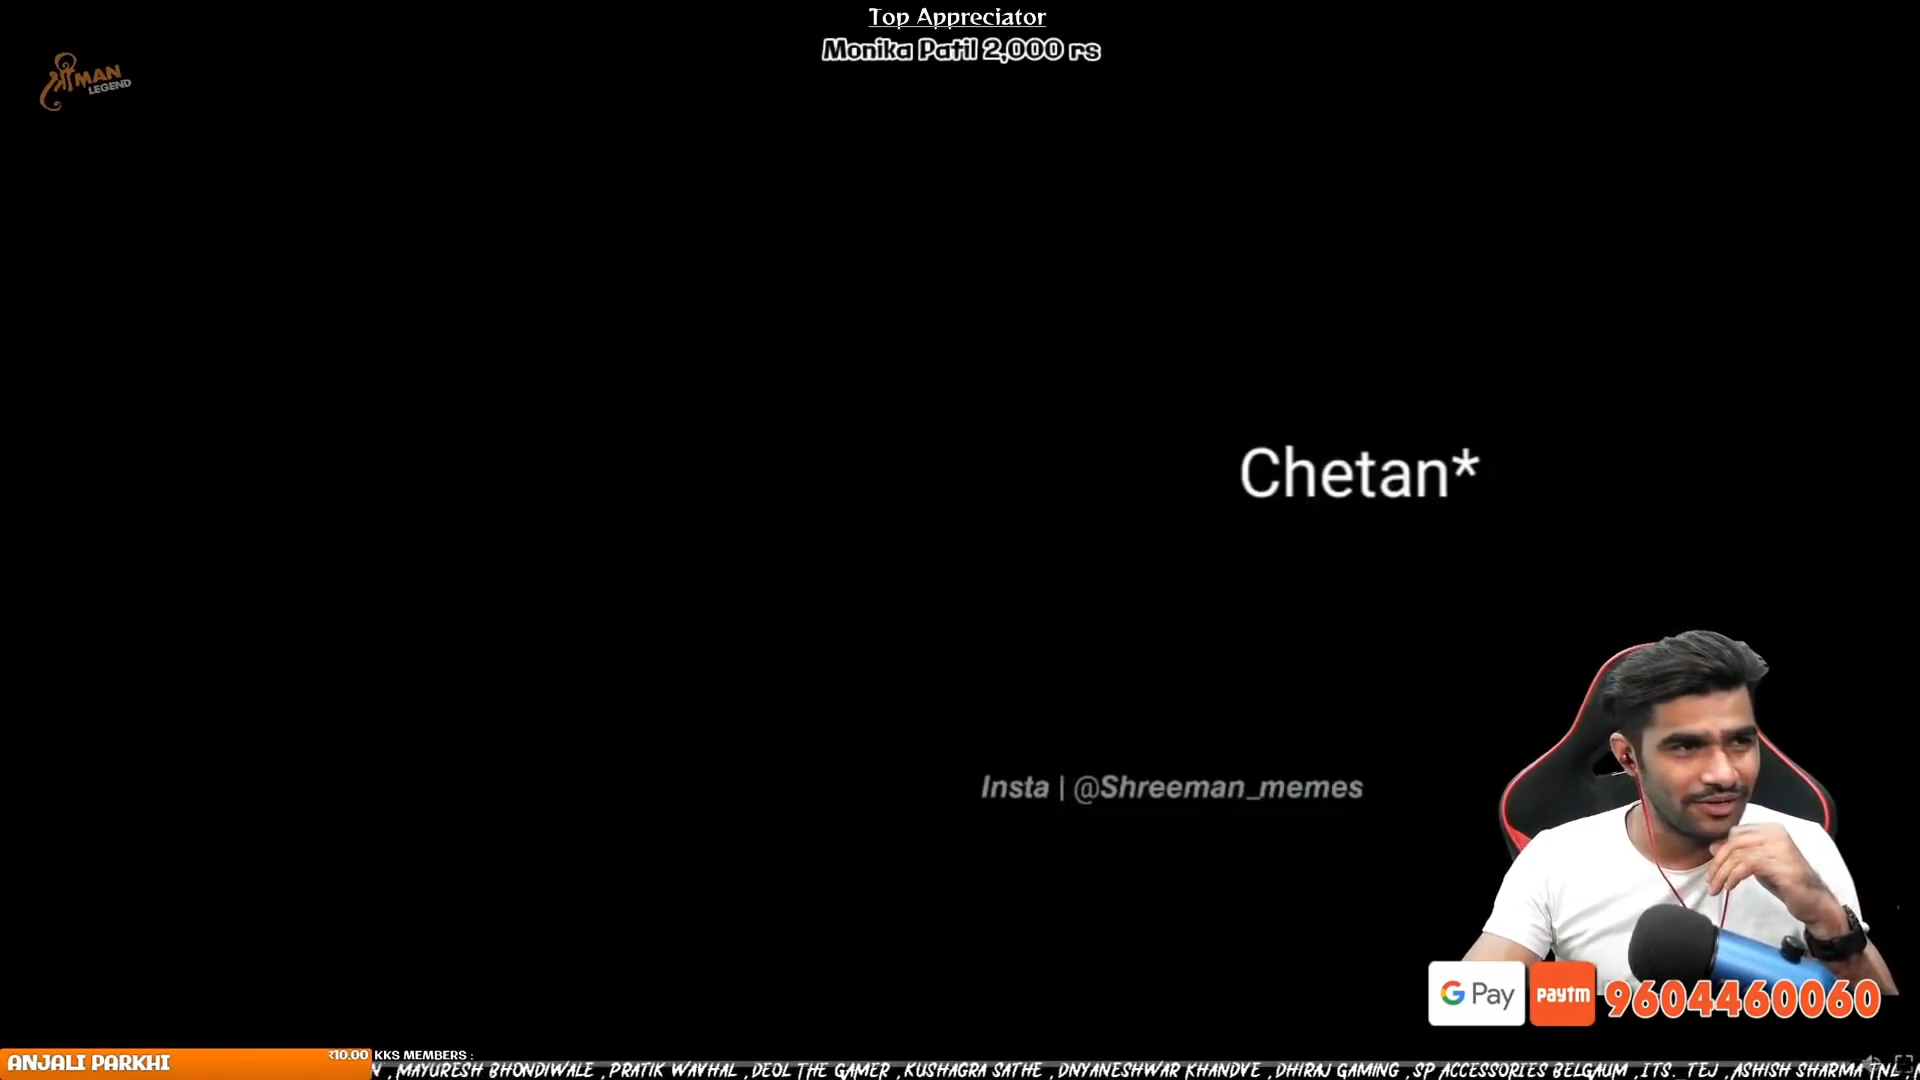 Top Appreciator
Monika Patil 2,000 rs
श्रीMAN
LEGEND
Chetan*
Insta | @Shreeman_memes
G Pay
paytm
9604460060
ANJALI PARKHI
₹10.00
KKS MEMBERS :
, MAYURESH BHONDIWALE , PRATIK WAVHAL , DEOL THE GAMER , KUSHAGRA SATHE , DNYANESHWAR KHANDVE , DHIRAJ GAMING , SP ACCESSORIES BELGAUM , ITS. TEJ , ASHISH SHARMA TNL ,